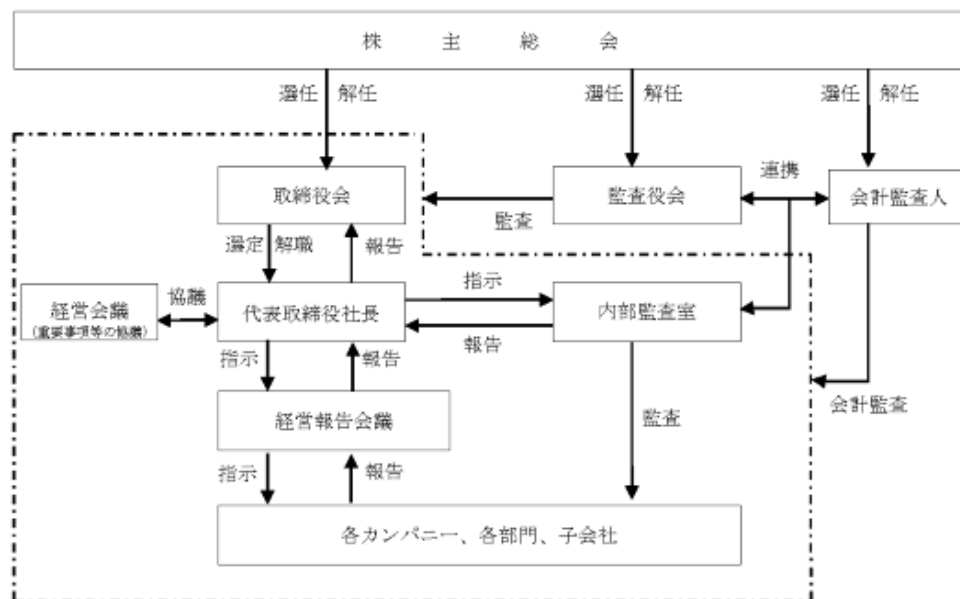 株主総会
選任 解任
選任 解任
選任 解任
取締役会
監査役会
連携
会計監査人
監査
選定 解職
報告
経営会議
(重要事項等の協議)
協議
代表取締役社長
指示
報告
内部監査室
指示
報告
経営報告会議
監査
会計監査
指示
報告
各カンパニー、各部門、子会社